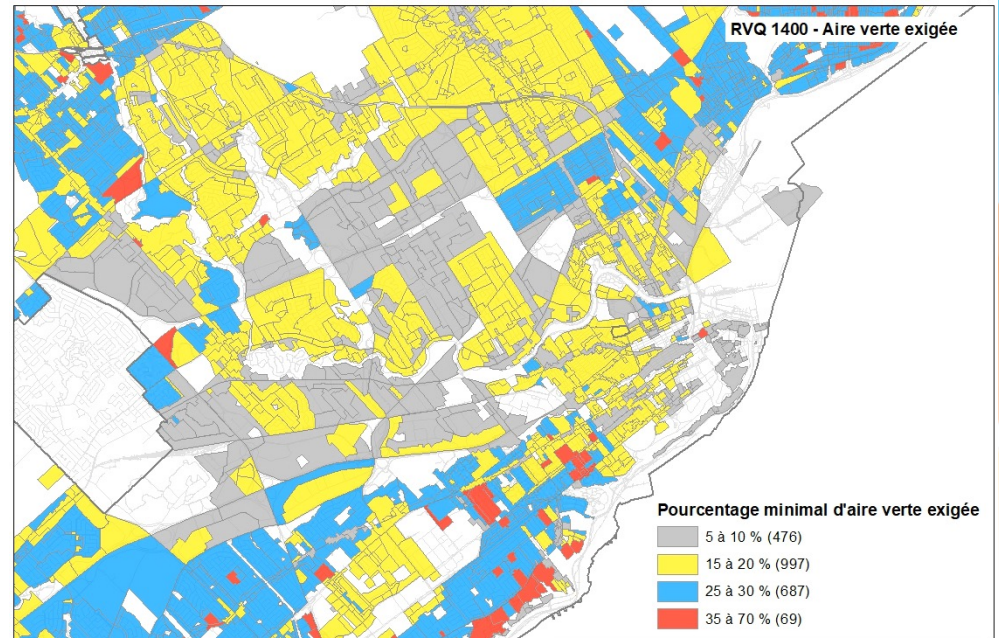 RVQ 1400 - Aire verte exigée
Pourcentage minimal d'aire verte exigée
5 à 10 % (476)
15 à 20 % (997)
25 à 30 % (687)
35 à 70 % (69)